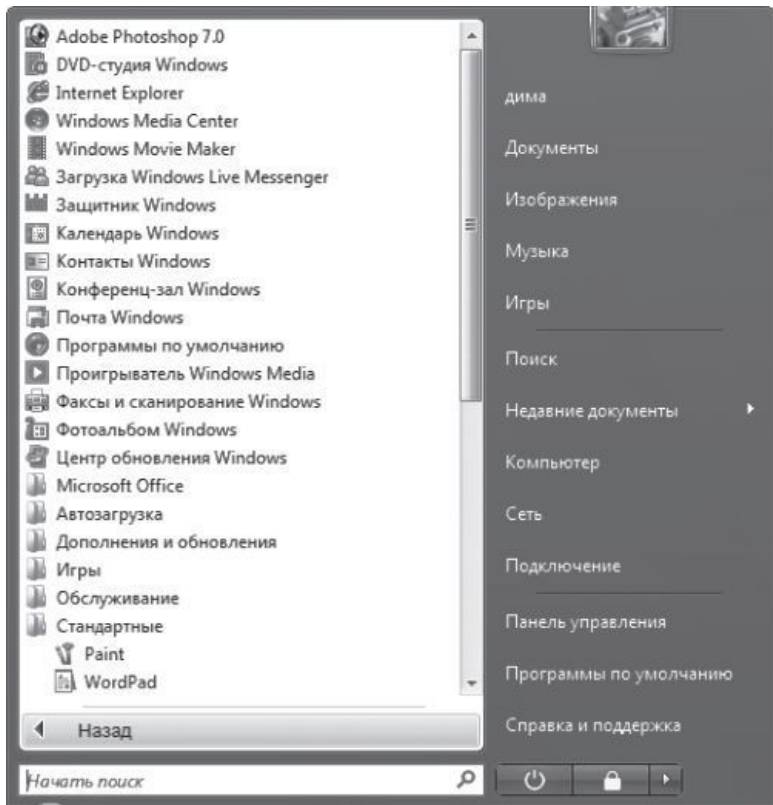 Adobe Photoshop 7.0
DVD-студия Windows
Internet Explorer
Windows Media Center
Windows Movie Maker
Загрузка Windows Live Messenger
Защитник Windows
Календарь Windows
Контакты Windows
Конференц-зал Windows
Почта Windows
Программы по умолчанию
Проигрыватель Windows Media
Факсы и сканирование Windows
Фотоальбом Windows
Центр обновления Windows
Microsoft Office
Автозагрузка
Дополнения и обновления
Игры
Обслуживание
Стандартные
Paint
WordPad
Назад
Начать поиск
дима
Документы
Изображения
Музыка
Игры
Поиск
Недавние документы
Компьютер
Сеть
Подключение
Панель управления
Программы по умолчанию
Справка и поддержка